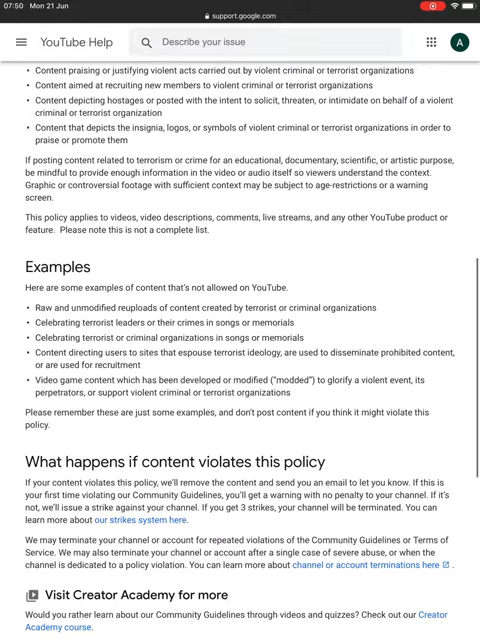 07:50 Mon 21 Jun
support.google.com
YouTube Help
Describe your issue
A
• Content praising or justifying violent acts carried out by violent criminal or terrorist organizations
• Content aimed at recruiting new members to violent criminal or terrorist organizations
• Content depicting hostages or posted with the intent to solicit, threaten, or intimidate on behalf of a violent
criminal or terrorist organization
• Content that depicts the insignia, logos, or symbols of violent criminal or terrorist organizations in order to
praise or promote them
If posting content related to terrorism or crime for an educational, documentary, scientific, or artistic purpose,
be mindful to provide enough information in the video or audio itself so viewers understand the context.
Graphic or controversial footage with sufficient context may be subject to age-restrictions or a warning
screen.
This policy applies to videos, video descriptions, comments, live streams, and any other YouTube product or
feature. Please note this is not a complete list.
Examples
Here are some examples of content that's not allowed on YouTube.
• Raw and unmodified reuploads of content created by terrorist or criminal organizations
• Celebrating terrorist leaders or their crimes in songs or memorials
• Celebrating terrorist or criminal organizations in songs or memorials
• Content directing users to sites that espouse terrorist ideology, are used to disseminate prohibited content,
or are used for recruitment
• Video game content which has been developed or modified ("modded") to glorify a violent event, its
perpetrators, or support violent criminal or terrorist organizations
Please remember these are just some examples, and don't post content if you think it might violate this
policy.
What happens if content violates this policy
If your content violates this policy, we'll remove the content and send you an email to let you know. If this is
your first time violating our Community Guidelines, you'll get a warning with no penalty to your channel. If it's
not, we'll issue a strike against your channel. If you get 3 strikes, your channel will be terminated. You can
learn more about our strikes system here.
We may terminate your channel or account for repeated violations of the Community Guidelines or Terms of
Service. We may also terminate your channel or account after a single case of severe abuse, or when the
channel is dedicated to a policy violation. You can learn more about channel or account terminations here .
Visit Creator Academy for more
Would you rather learn about our Community Guidelines through videos and quizzes? Check out our Creator
Academy course.